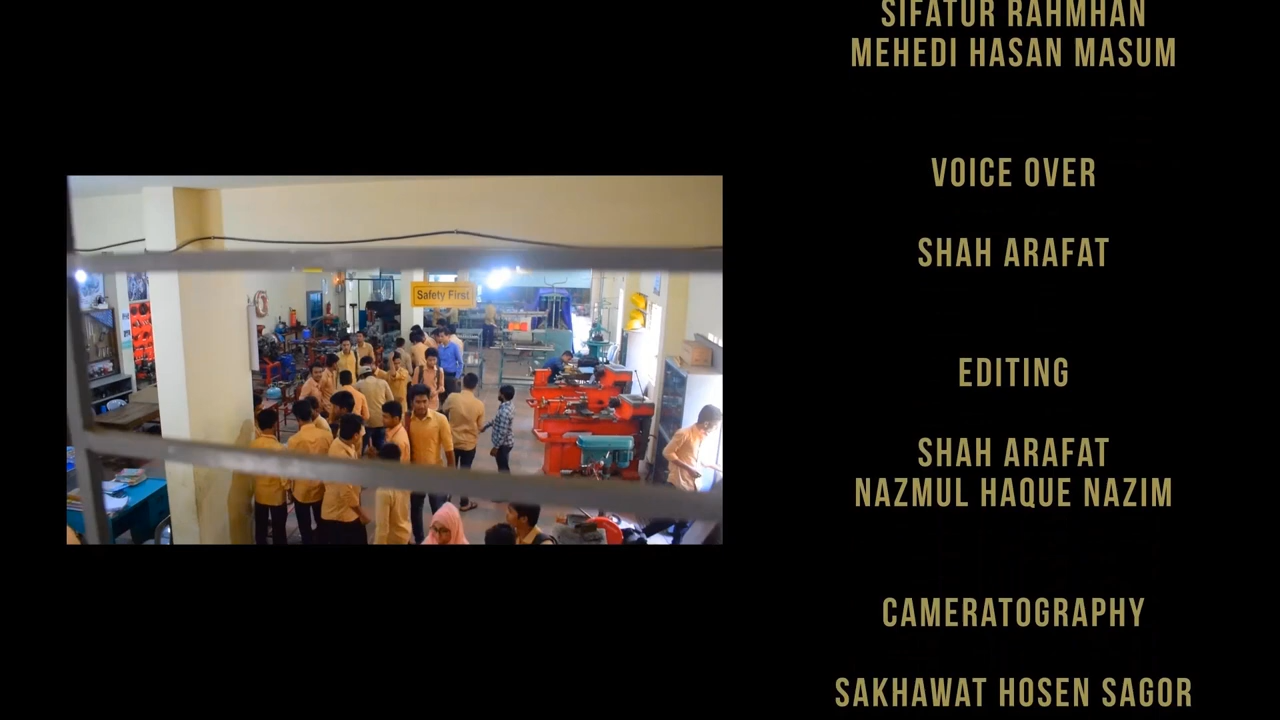 SIFATUR RAHMHAN
MEHEDI HASAN MASUM
VOICE OVER
SHAH ARAFAT
EDITING
SHAH ARAFAT
NAZMUL HAQUE NAZIM
CAMERATOGRAPHY
SAKHAWAT HOSEN SAGOR
Safety First